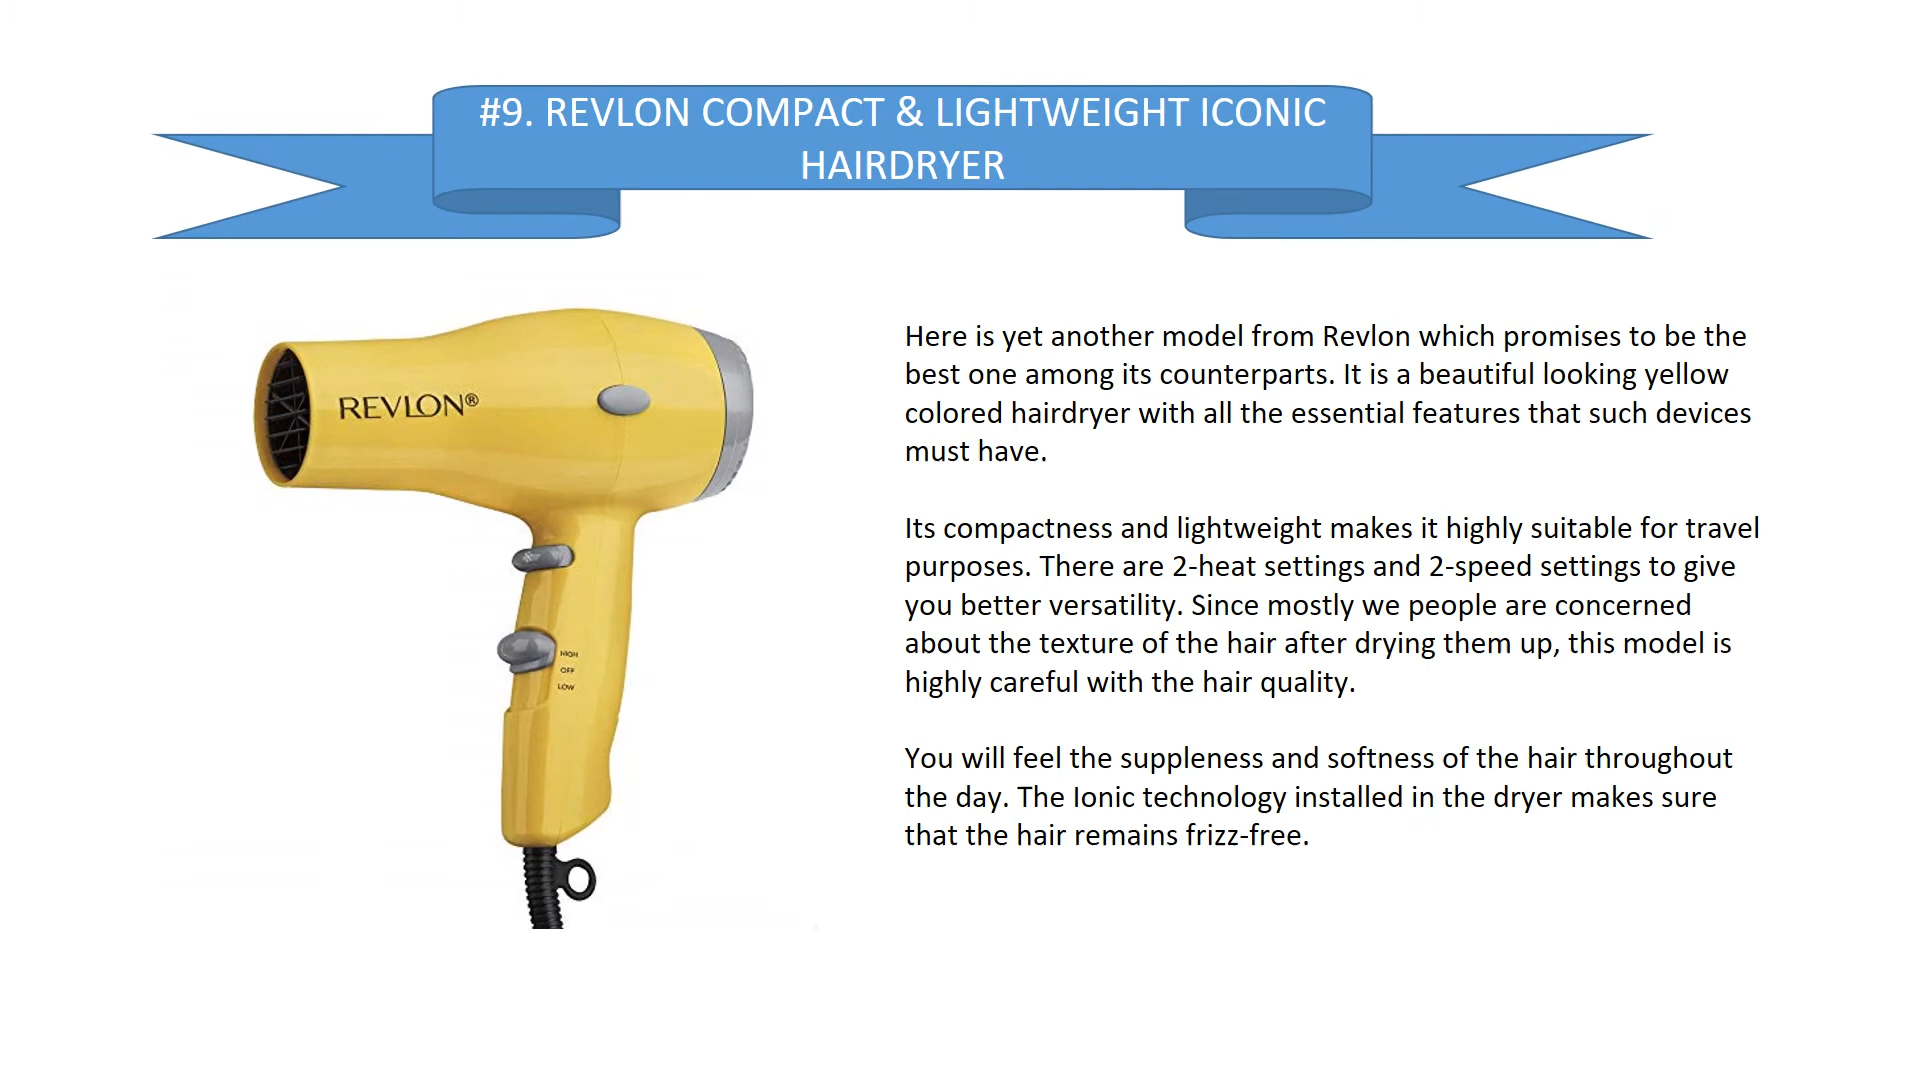 #9. REVLON COMPACT & LIGHTWEIGHT ICONIC
HAIRDRYER
REVLON®
HIGH
OFF
LOW
Here is yet another model from Revlon which promises to be the
best one among its counterparts. It is a beautiful looking yellow
colored hairdryer with all the essential features that such devices
must have.
Its compactness and lightweight makes it highly suitable for travel
purposes. There are 2-heat settings and 2-speed settings to give
you better versatility. Since mostly we people are concerned
about the texture of the hair after drying them up, this model is
highly careful with the hair quality.
You will feel the suppleness and softness of the hair throughout
the day. The Ionic technology installed in the dryer makes sure
that the hair remains frizz-free.